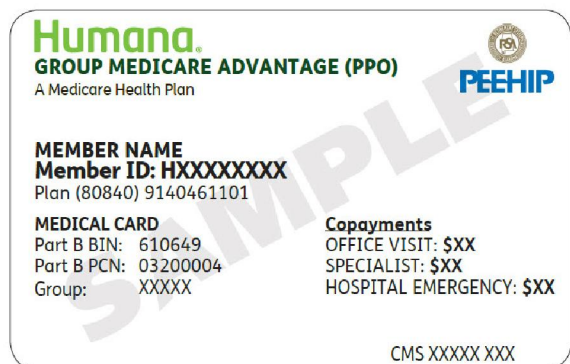 Humana.
GROUP MEDICARE ADVANTAGE (PPO)
A Medicare Health Plan
RSA
PEEHIP
MEMBER NAME
Member ID: HXXXXXXXX
Plan (80840) 9140461101
MEDICAL CARD
Part B BIN: 610649
Part B PCN: 03200004
Group: XXXXX
Copayments
OFFICE VISIT: $XX
SPECIALIST: $XX
HOSPITAL EMERGENCY: $XX
CMS XXXXX XXX
SAMPLE